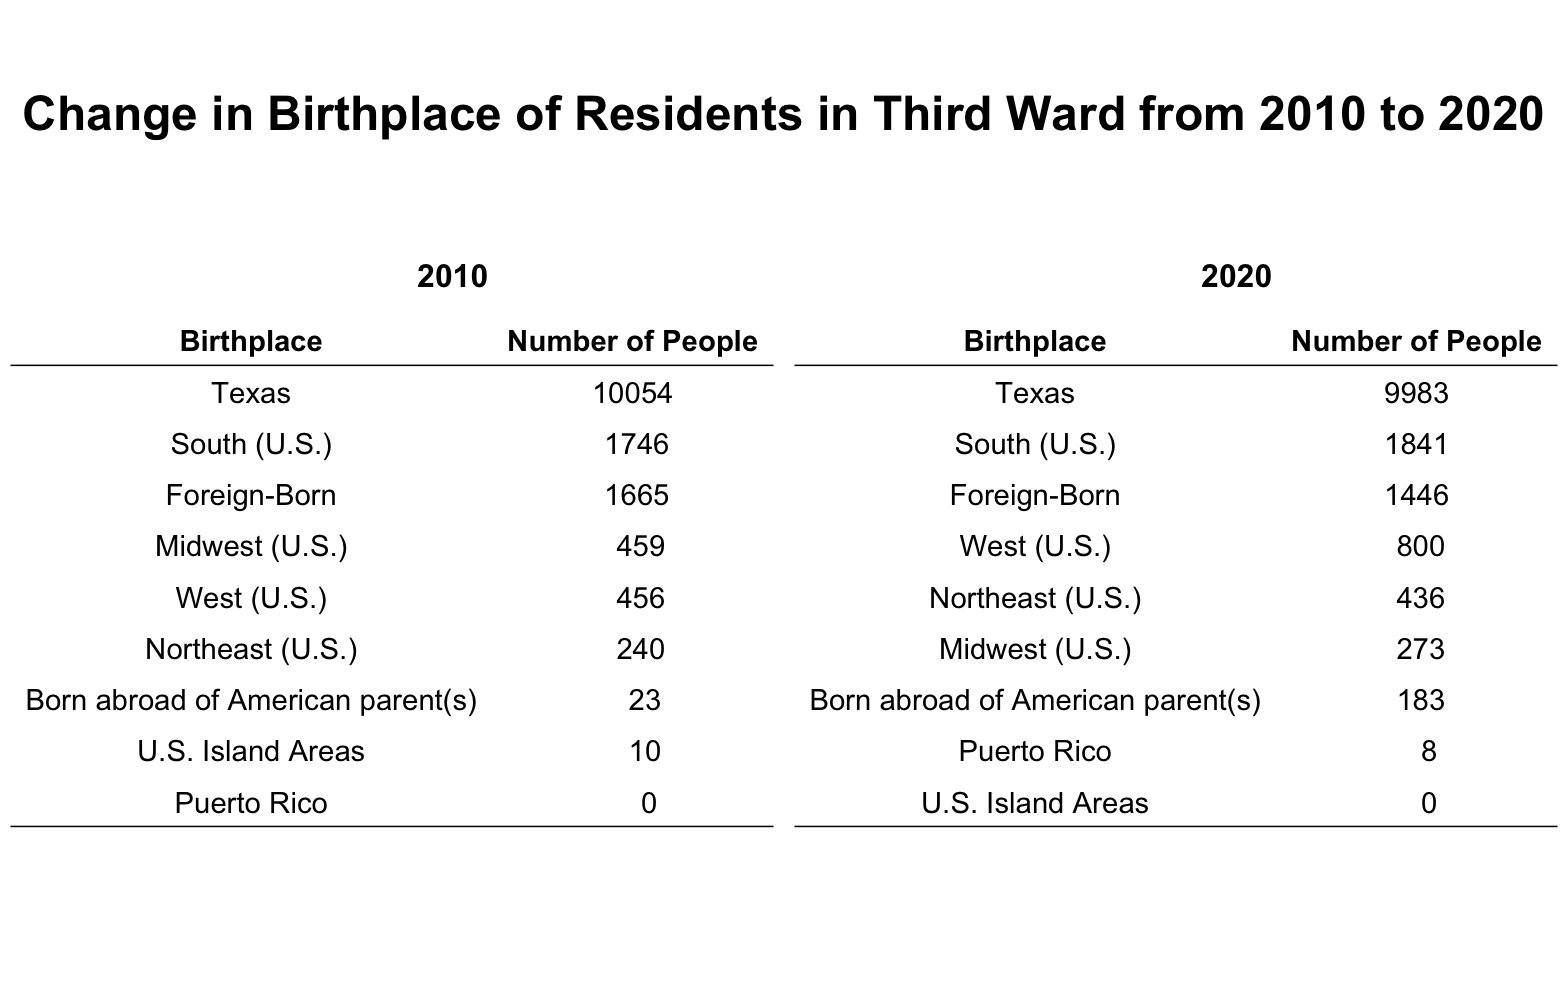 Change in Birthplace of Residents in Third Ward from 2010 to 2020
2010
Birthplace Number of People
Texas 10054
South (U.S.) 1746
Foreign-Born 1665
Midwest (U.S.) 459
West (U.S.) 456
Northeast (U.S.) 240
Born abroad of American parent(s) 23
U.S. Island Areas 10
Puerto Rico 0
2020
Birthplace Number of People
Texas 9983
South (U.S.) 1841
Foreign-Born 1446
West (U.S.) 800
Northeast (U.S.) 436
Midwest (U.S.) 273
Born abroad of American parent(s) 183
Puerto Rico 8
U.S. Island Areas 0